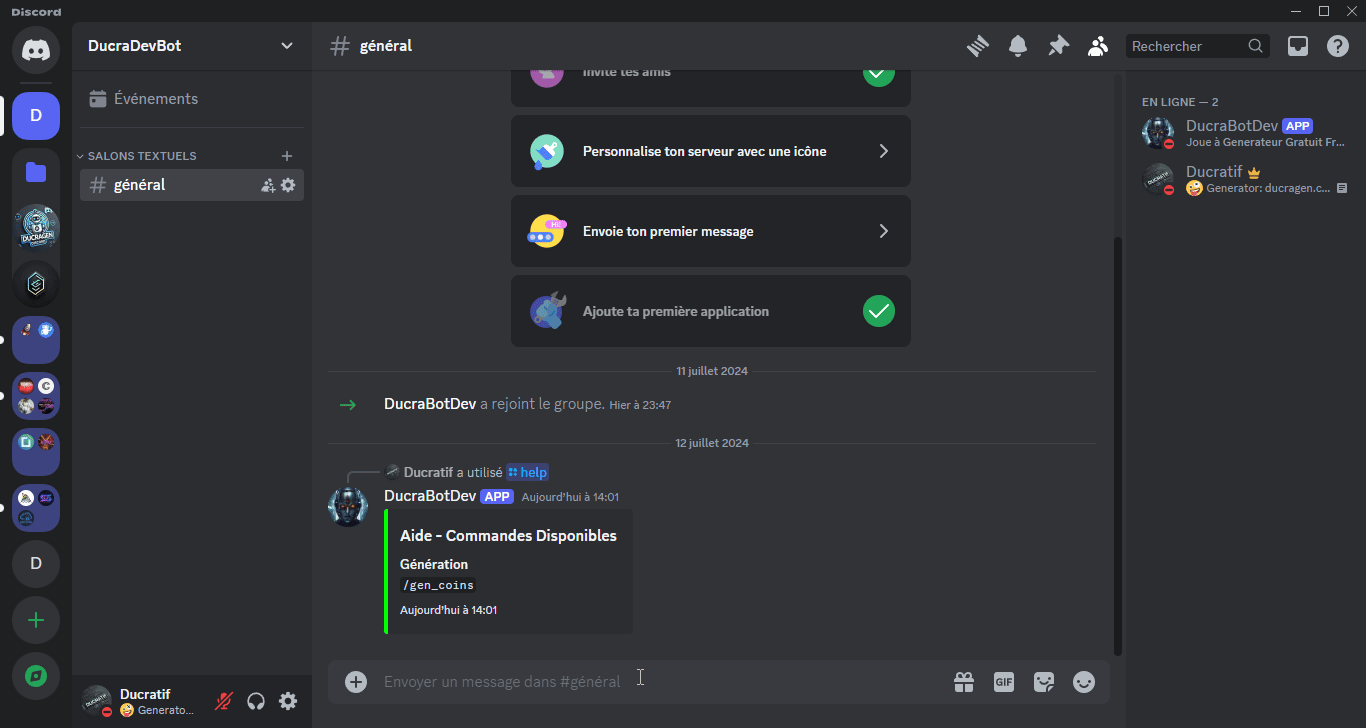 Discord
DucraDevBot
général
Rechercher
Événements
SALONS TEXTUELS
général
Invite tes amis
Personnalise ton serveur avec une icône
Hi!
Envoie ton premier message
Ajoute ta première application
11 juillet 2024
DucraBotDev a rejoint le groupe. Hier à 23:47
12 juillet 2024
Ducratif a utilisé help
DucraBotDev APP Aujourd'hui à 14:01
Aide - Commandes Disponibles
Génération
/gen_coins
Aujourd'hui à 14:01
Envoyer un message dans #général
GIF
EN LIGNE — 2
DucraBotDev APP
Joue à Generateur Gratuit Fr...
Ducratif
Generator: ducragen.c...
D
DUCRAGEN
C
D
Ducratif
Generato...